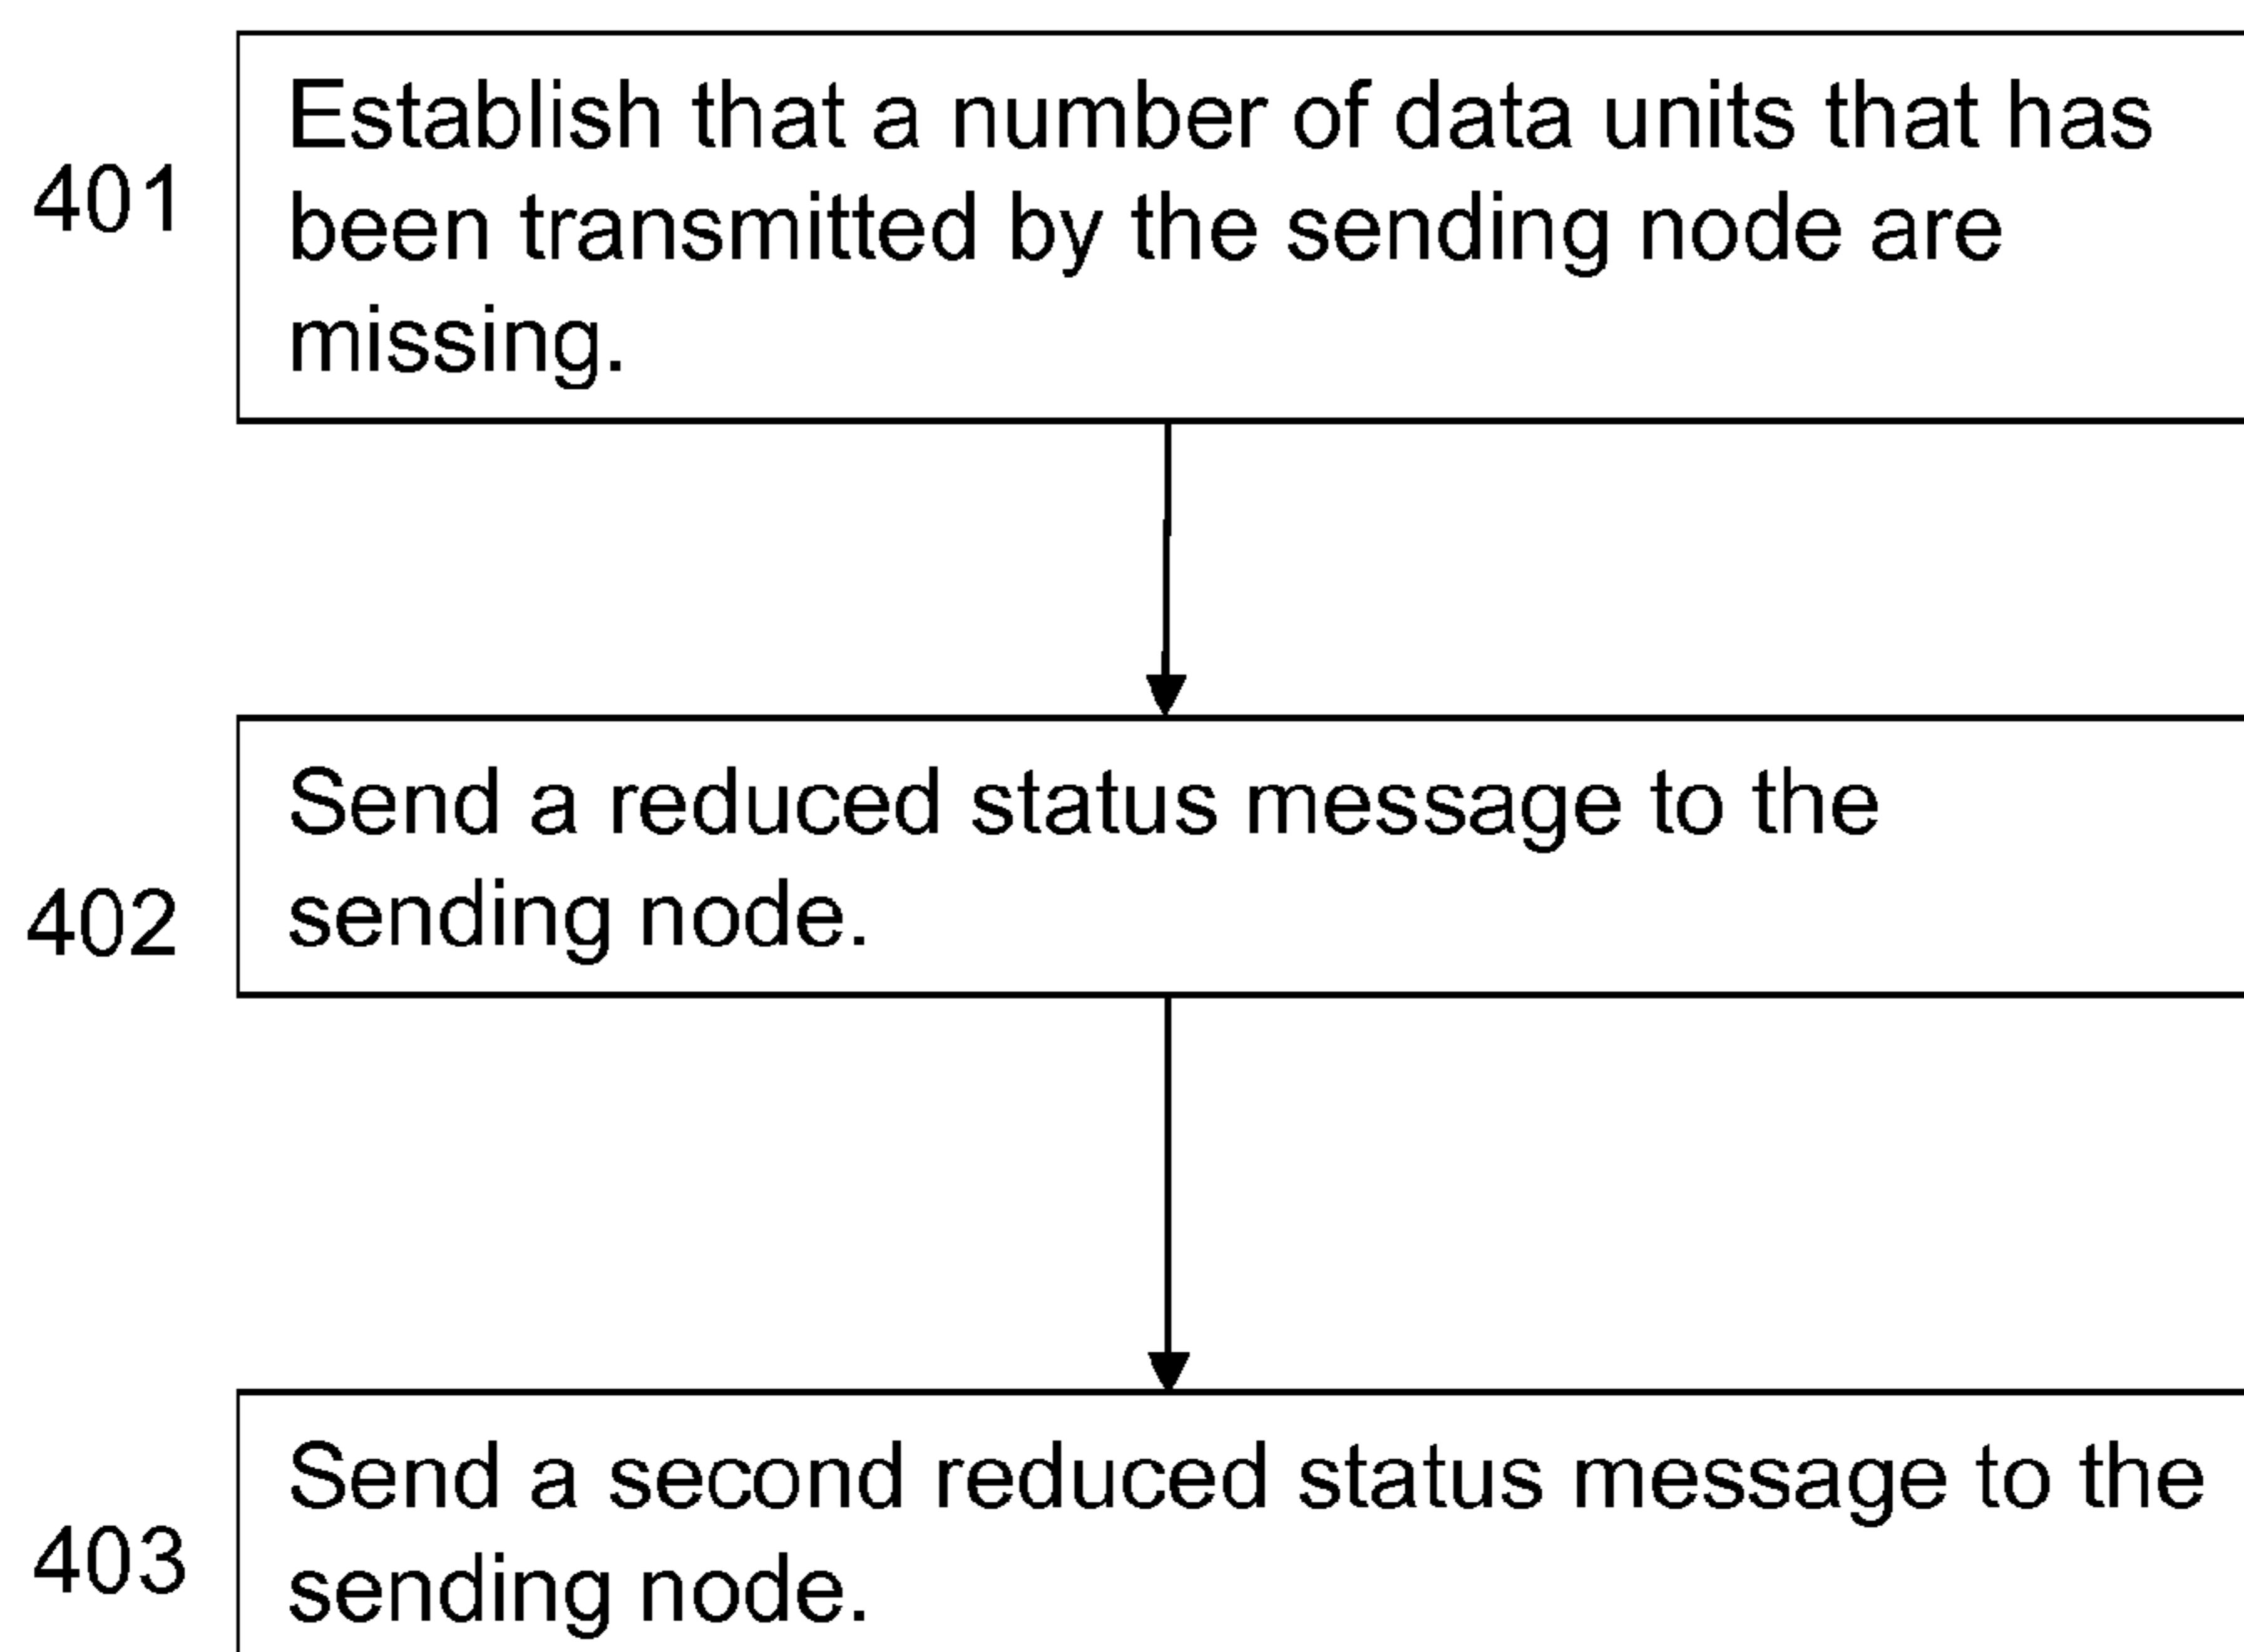 401
Establish that a number of data units that has
been transmitted by the sending node are
missing.
402
Send a reduced status message to the
sending node.
403
Send a second reduced status message to the
sending node.